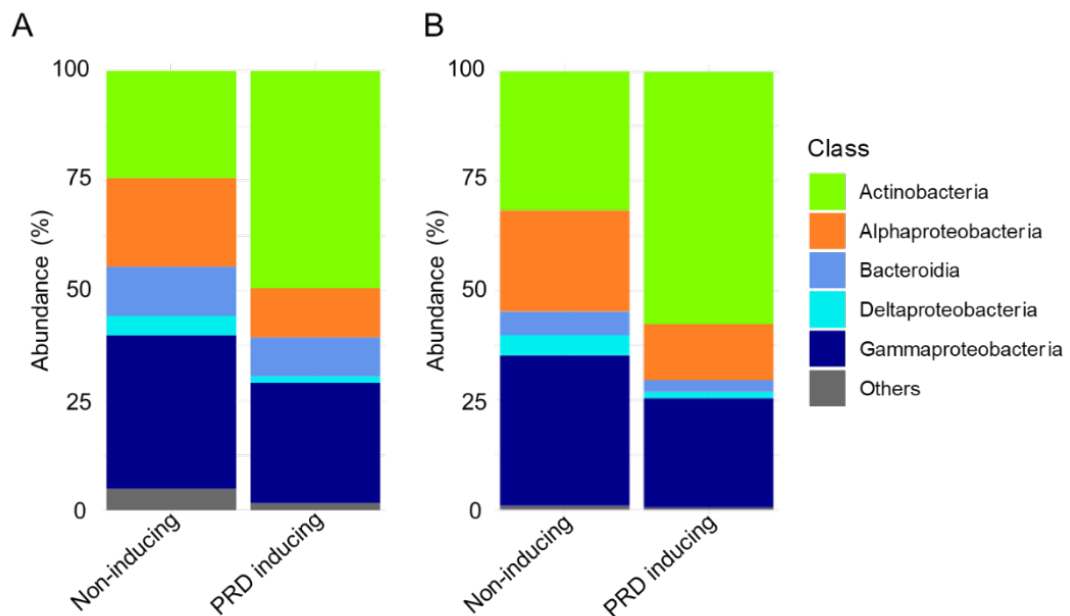 A
B
Abundance (%)
100
75
50
25
0
Non-inducing
PRD inducing
Abundance (%)
100
75
50
25
0
Non-inducing
PRD inducing
Class
Actinobacteria
Alphaproteobacteria
Bacteroidia
Deltaproteobacteria
Gammaproteobacteria
Others